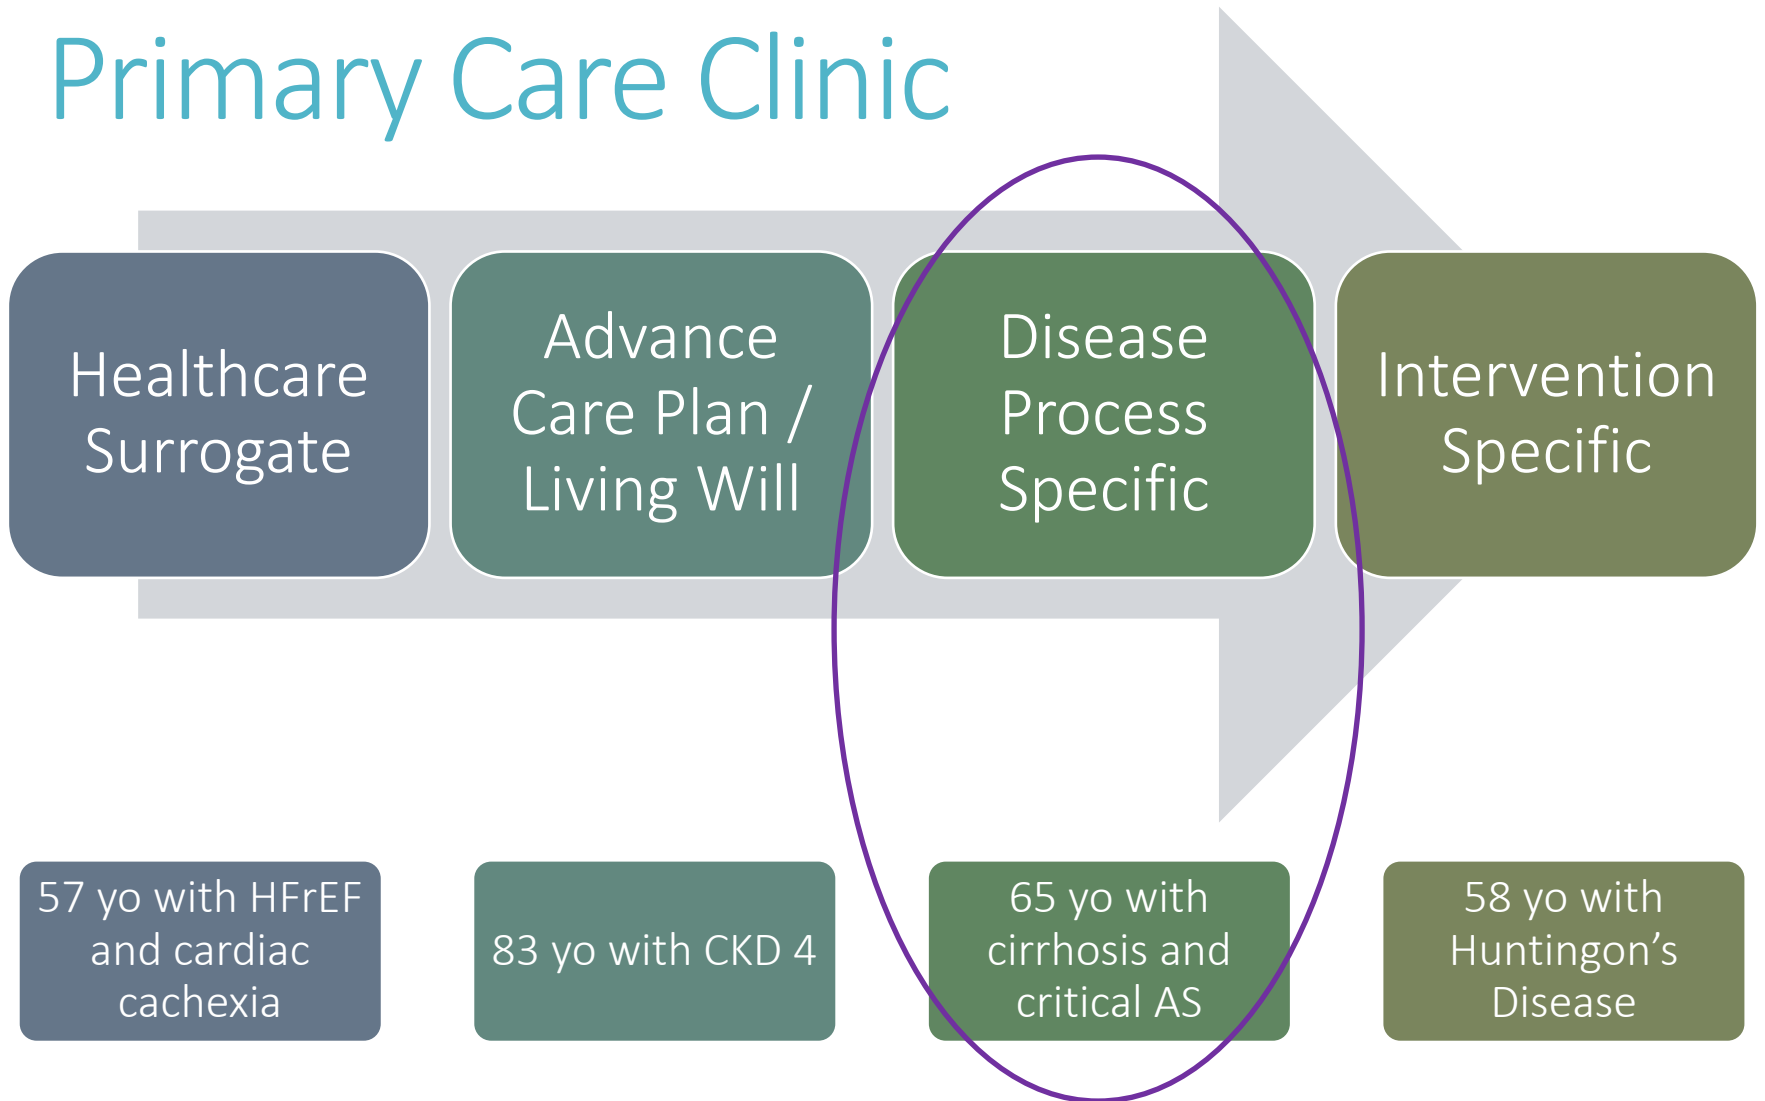 Primary Care Clinic
Healthcare
Surrogate
Advance
Care Plan /
Living Will
Disease
Process
Specific
Intervention
Specific
57 yo with HFrEF
and cardiac
cachexia
83 yo with CKD 4
65 yo with
cirrhosis and
critical AS
58 yo with
Huntingon’s
Disease